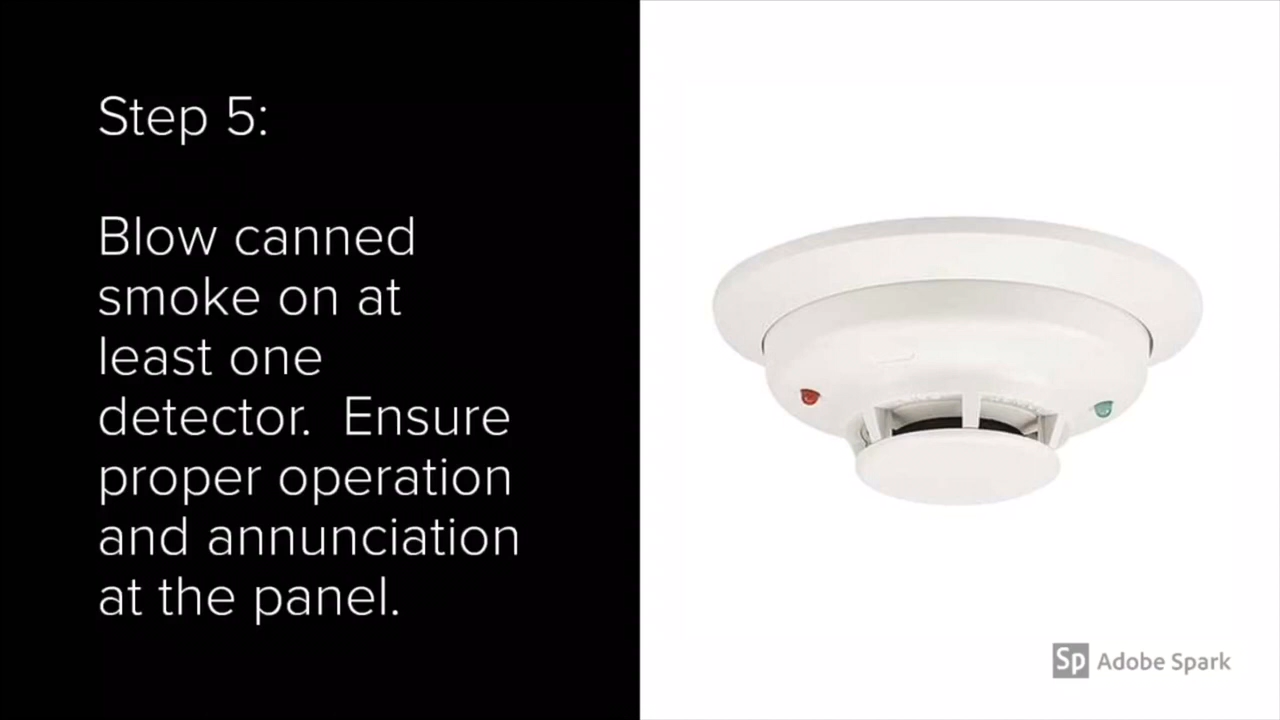 Step 5:
Blow canned
smoke on at
least one
detector.  Ensure
proper operation
and annunciation
at the panel.
Sp Adobe Spark